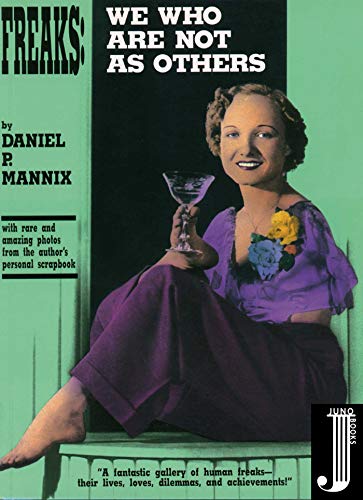 FREAKS:
WE WHO
ARE NOT
AS OTHERS
by
DANIEL
P.
MANNIX
with rare and
amazing photos
from the author's
personal scrapbook
JUNO
BOOKS
J
"A fantastic gallery of human freaks—
their lives, loves, dilemmas, and achievements!"